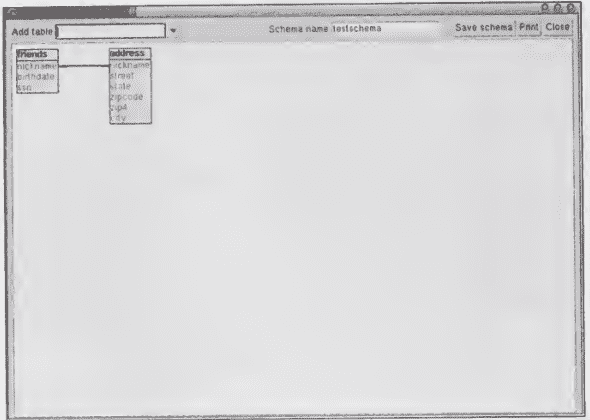 Add table
Schema name testschema
Save schema Print Close
friends
nickname
birthdate
ssn
address
nickname
street
state
zipcode
zip4
city